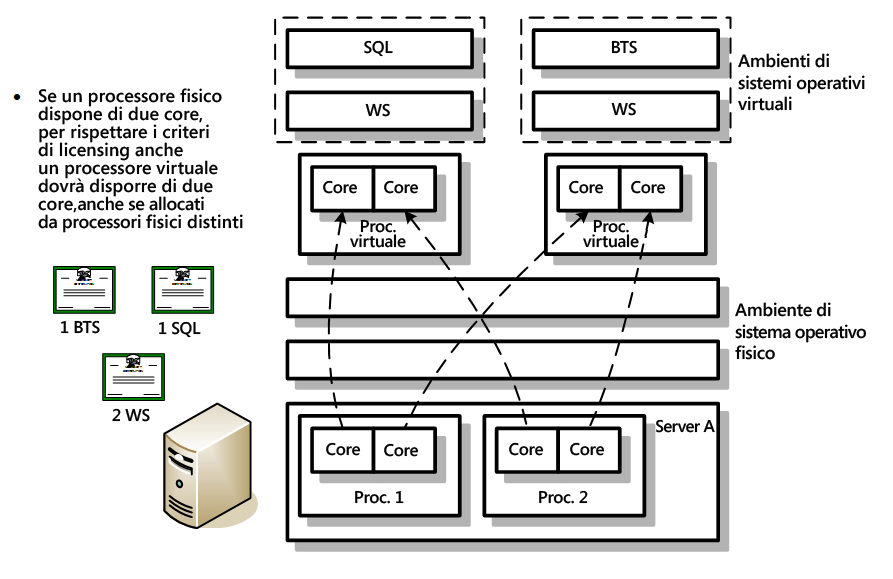 • Se un processore fisico
dispone di due core,
per rispettare i criteri
di licensing anche
un processore virtuale
dovrà disporre di due
core,anche se allocati
da processori fisici distinti
1 BTS
1 SQL
2 WS
SQL
BTS
WS
WS
Ambienti di
sistemi operativi
virtuali
Core
Core
Proc.
virtuale
Core
Core
Proc.
virtuale
Ambiente di
sistema operativo
fisico
Server A
Core
Core
Proc. 1
Core
Core
Proc. 2